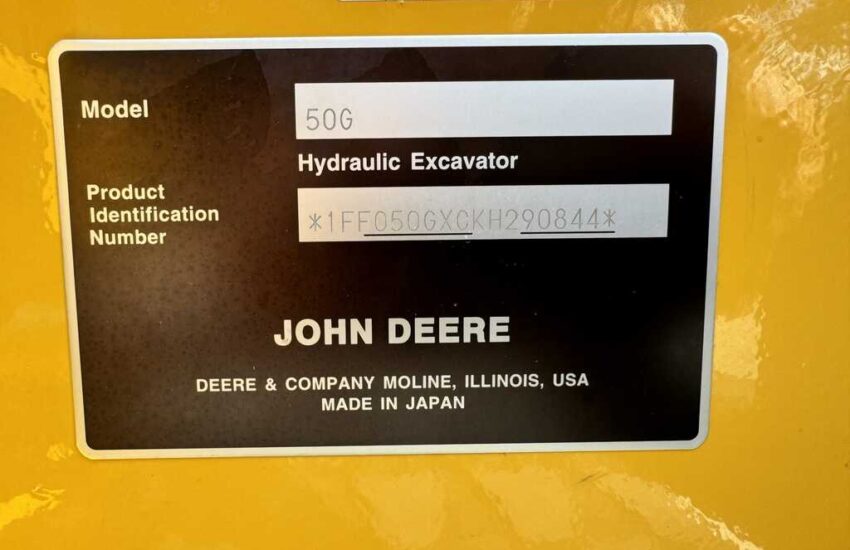 Model
50G
Hydraulic Excavator
Product
Identification
Number
*1FF050GXCKH290844*
JOHN DEERE
DEERE & COMPANY MOLINE, ILLINOIS, USA
MADE IN JAPAN